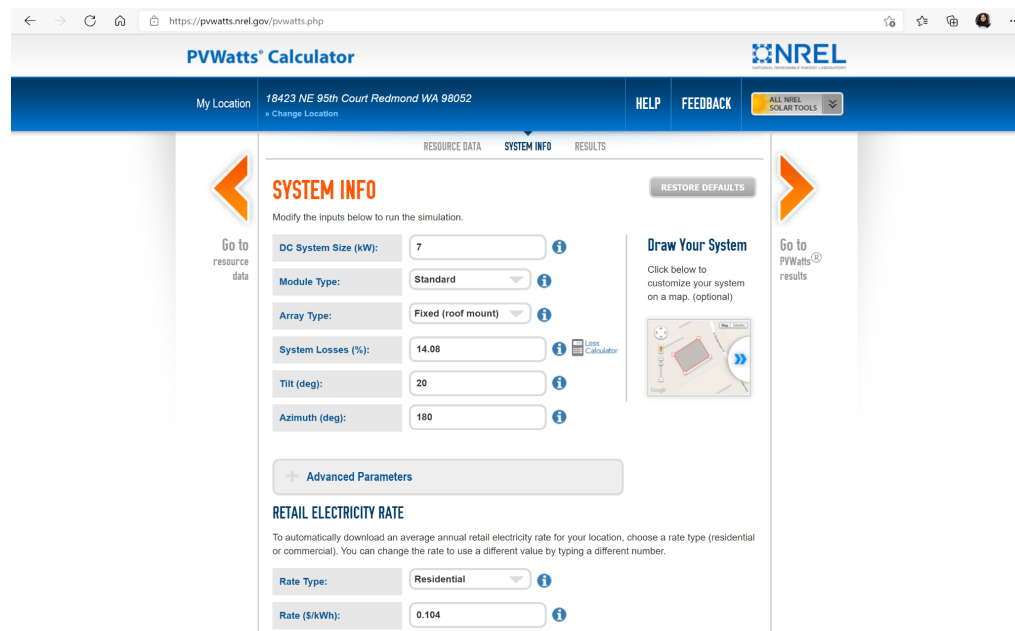 https://pvwatts.nrel.gov/pvwatts.php
PVWatts® Calculator
NREL
NATIONAL RENEWABLE ENERGY LABORATORY
My Location
18423 NE 95th Court Redmond WA 98052
» Change Location
HELP
FEEDBACK
ALL NREL
SOLAR TOOLS
RESOURCE DATA
SYSTEM INFO
RESULTS
Go to
resource
data
SYSTEM INFO
RESTORE DEFAULTS
Modify the inputs below to run the simulation.
DC System Size (kW): 7
Module Type: Standard
Array Type: Fixed (roof mount)
System Losses (%): 14.08
Loss
Calculator
Tilt (deg): 20
Azimuth (deg): 180
Draw Your System
Click below to
customize your system
on a map. (optional)
Map
Google
Go to
PVWatts®
results
Advanced Parameters
RETAIL ELECTRICITY RATE
To automatically download an average annual retail electricity rate for your location, choose a rate type (residential
or commercial). You can change the rate to use a different value by typing a different number.
Rate Type: Residential
Rate ($/kWh): 0.104